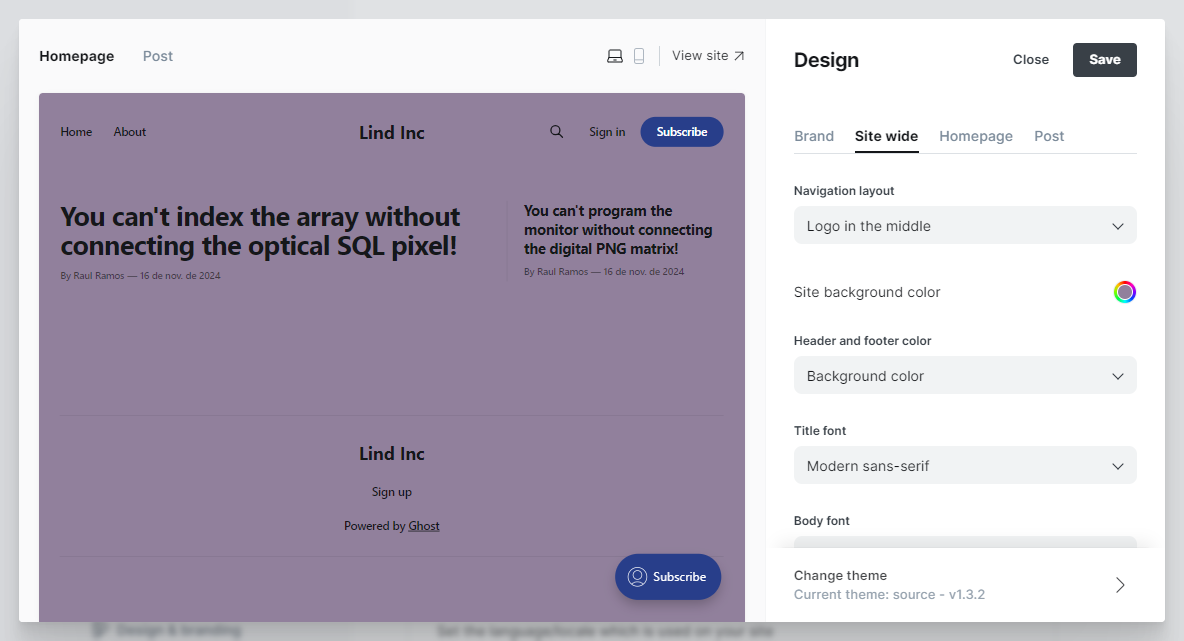 Homepage
Post
View site
Home
About
Lind Inc
Sign in
Subscribe
You can't index the array without
connecting the optical SQL pixel!
By Raul Ramos — 16 de nov. de 2024
You can't program the
monitor without connecting
the digital PNG matrix!
By Raul Ramos — 16 de nov. de 2024
Lind Inc
Sign up
Powered by Ghost
Subscribe
Design
Close
Save
Brand
Site wide
Homepage
Post
Navigation layout
Logo in the middle
Site background color
Header and footer color
Background color
Title font
Modern sans-serif
Body font
Change theme
Current theme: source - v1.3.2
Design & branding
Set the language/locale which is used on your site